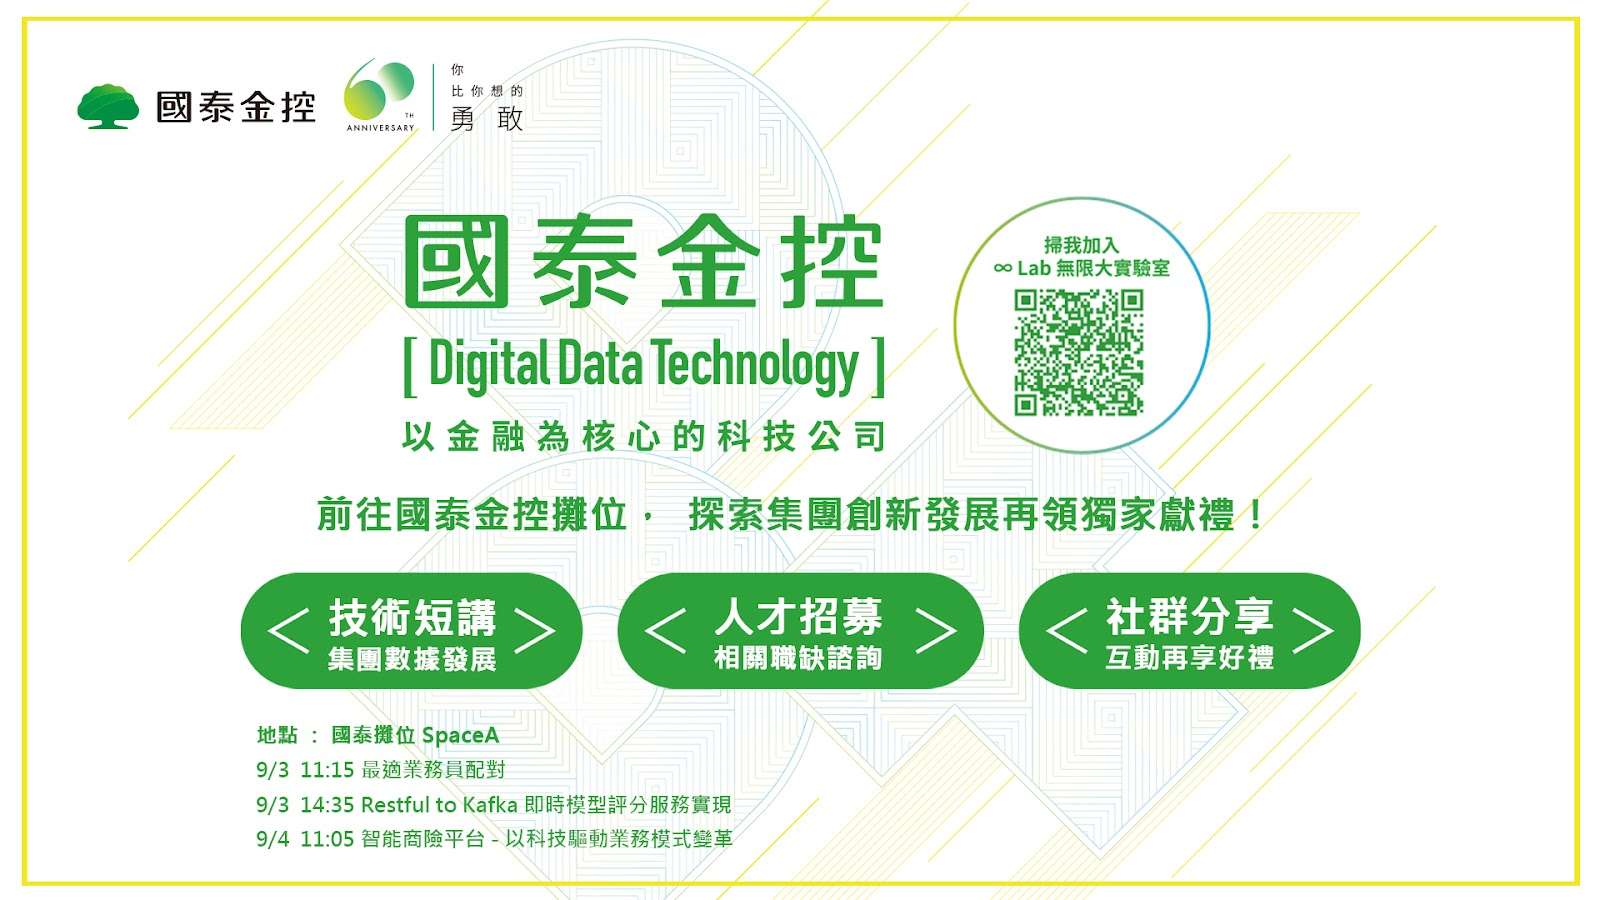 國泰金控
60
TH
ANNIVERSARY
你
比你想的
勇敢
國泰金控
[ Digital Data Technology ]
以金融為核心的科技公司
掃我加入
∞ Lab 無限大實驗室
前往國泰金控攤位， 探索集團創新發展再領獨家獻禮！
技術短講
集團數據發展
人才招募
相關職缺諮詢
社群分享
互動再享好禮
地點 ： 國泰攤位 SpaceA
9/3 11:15 最適業務員配對
9/3 14:35 Restful to Kafka 即時模型評分服務實現
9/4 11:05 智能商險平台 - 以科技驅動業務模式變革